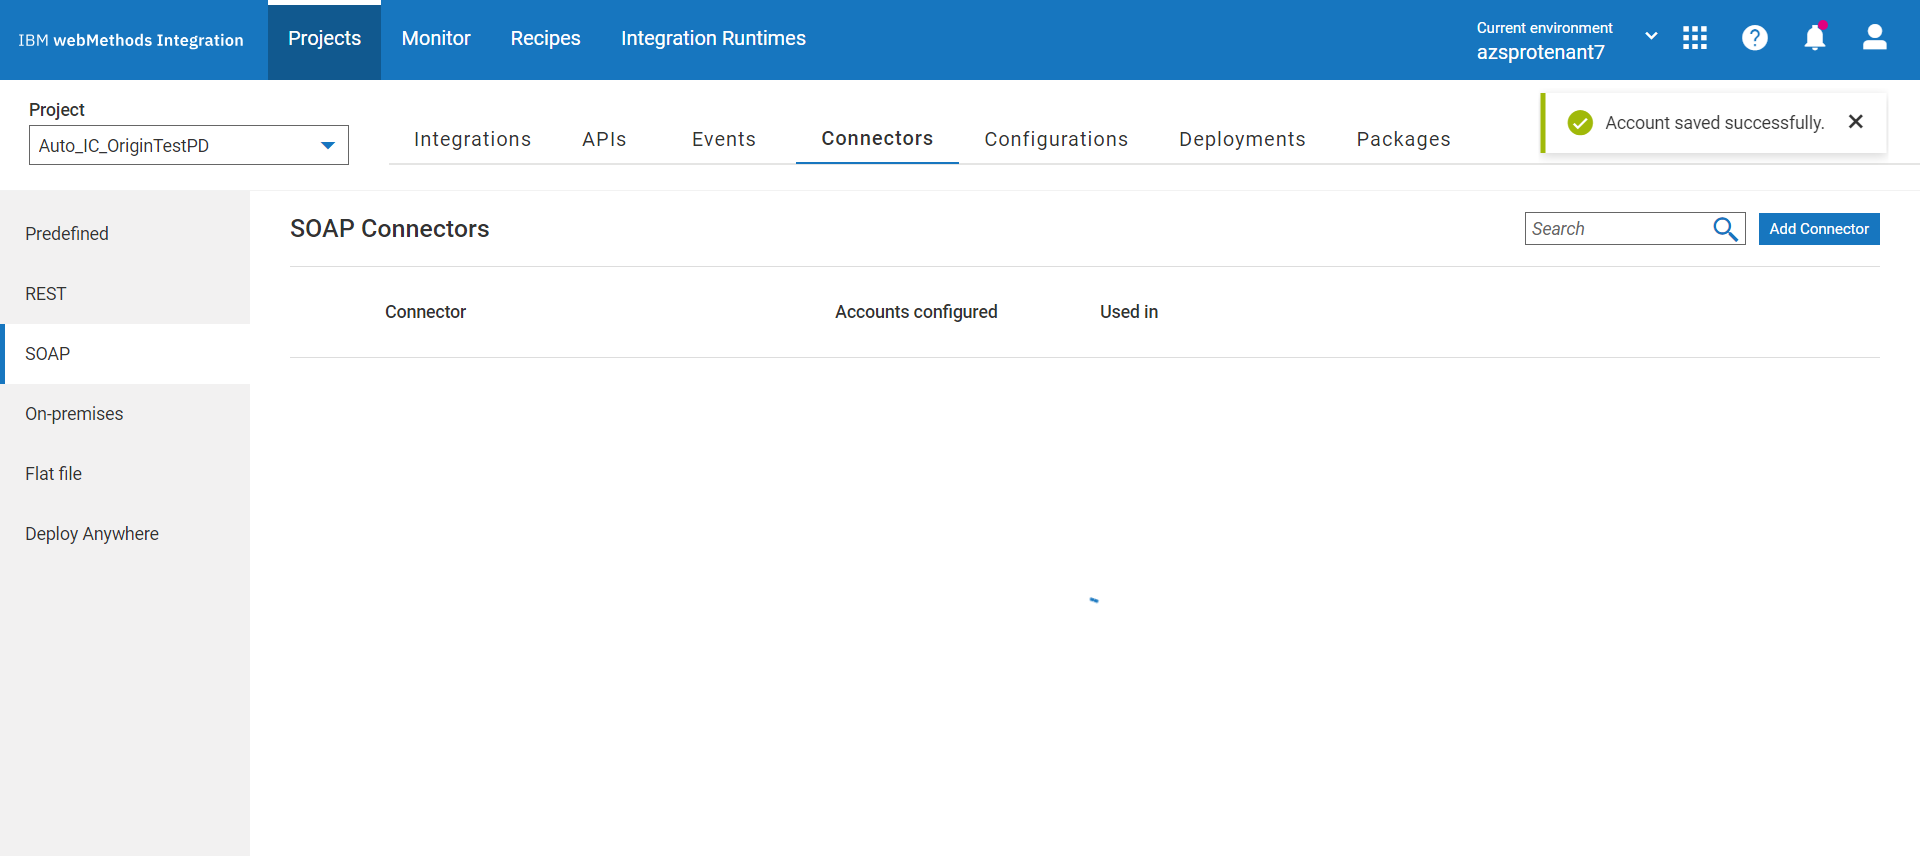 IBM webMethods Integration
Projects
Monitor
Recipes
Integration Runtimes
Current environment
azsprotenant7
?
Project
Auto_IC_OriginTestPD
Integrations
APIs
Events
Connectors
Configurations
Deployments
Packages
Account saved successfully.
Predefined
REST
SOAP
On-premises
Flat file
Deploy Anywhere
SOAP Connectors
Search
Add Connector
Connector
Accounts configured
Used in